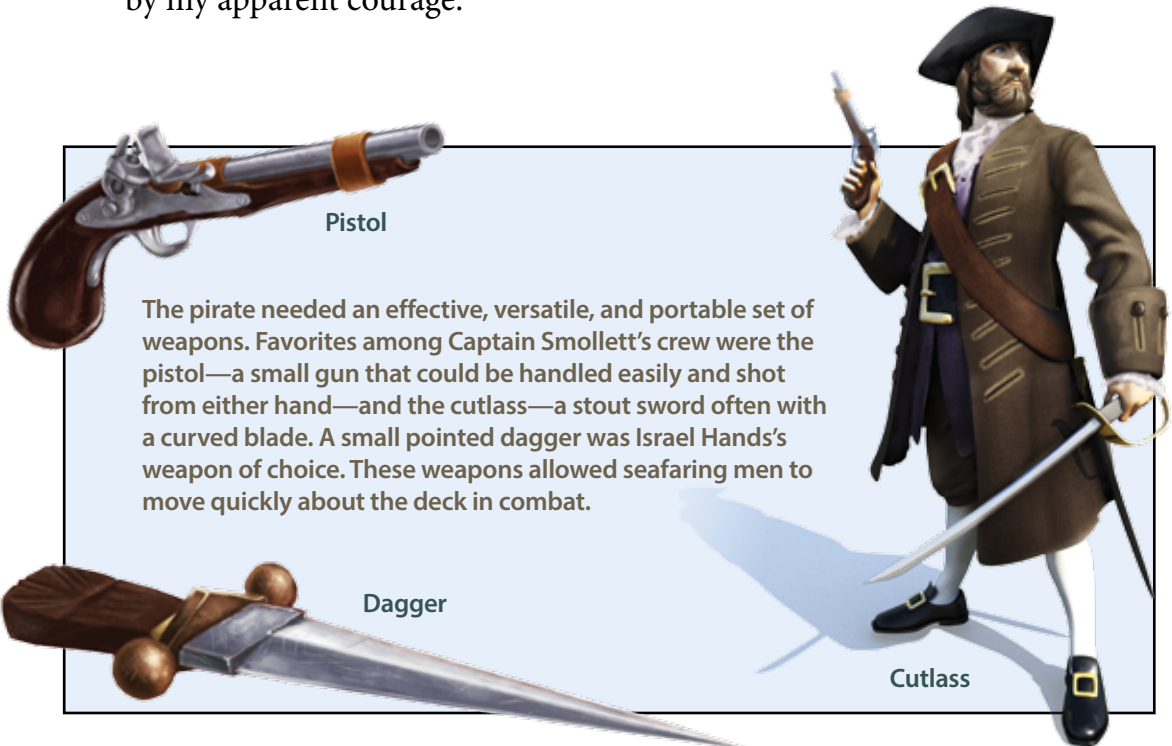 by my apparent courage.
Pistol
The pirate needed an effective, versatile, and portable set of
weapons. Favorites among Captain Smollett's crew were the
pistol—a small gun that could be handled easily and shot
from either hand—and the cutlass—a stout sword often with
a curved blade. A small pointed dagger was Israel Hands's
weapon of choice. These weapons allowed seafaring men to
move quickly about the deck in combat.
Dagger
Cutlass